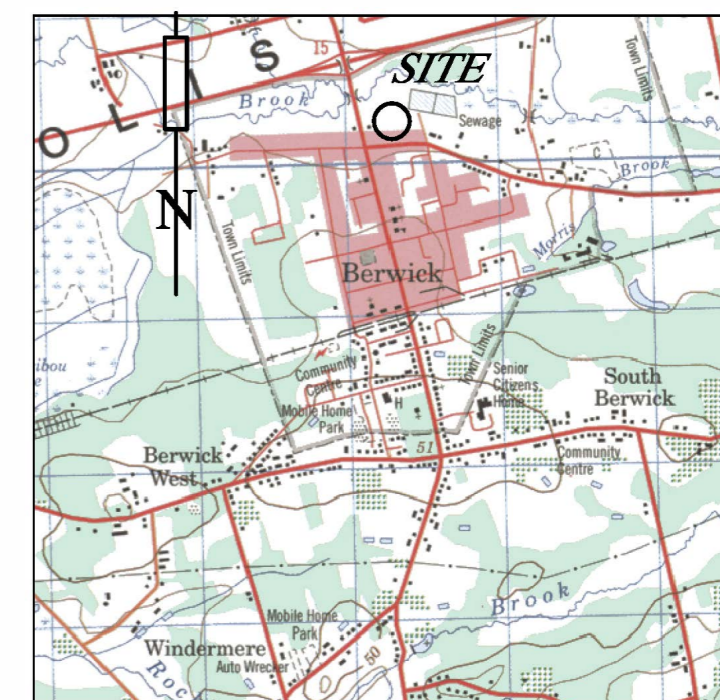 15
SITE
O L I S
Brook
Sewage
Town Limits
C
Brook
N
Town Limits
Morris
Berwick
Town Limits
Community
Centre
Senior
Citizens
Home
South
Berwick
ibou
e
Mobile Home
Park
H
51
Berwick
West
Community
Centre
Brook
Mobile Home
Park
Windermere
Auto Wrecker
50
Roc